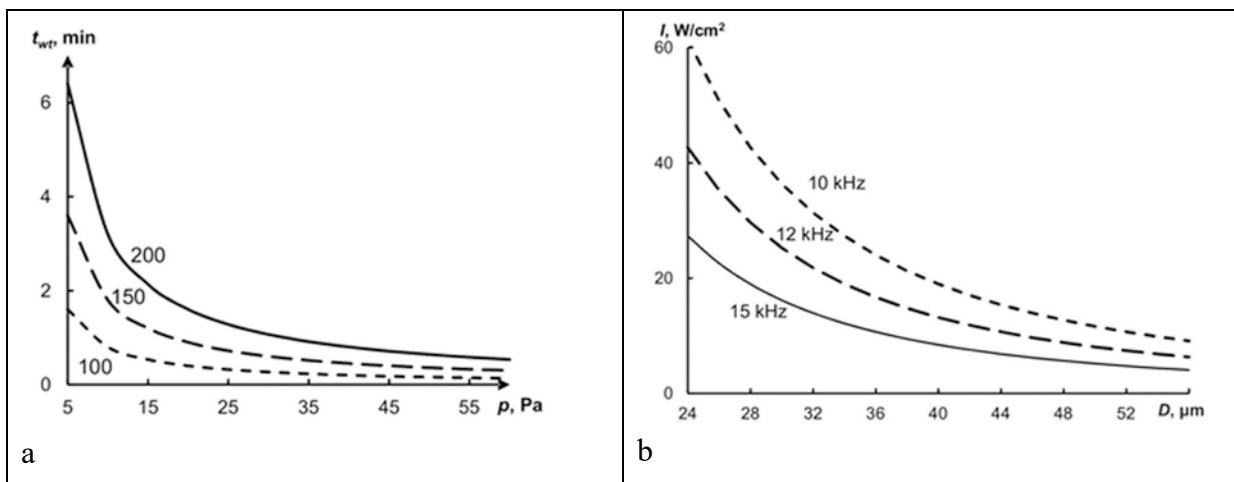 t_wt, min
6
4
2
0
200
150
100
5 15 25 35 45 55 p, Pa
a
I, W/cm²
60
40
20
0
10 kHz
12 kHz
15 kHz
24 28 32 36 40 44 48 52 D, µm
b